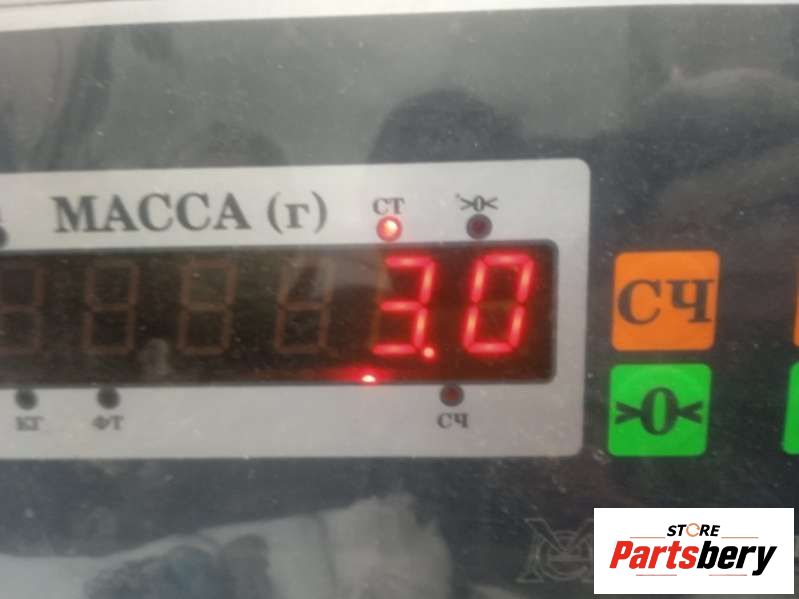 МАССА (г)
СТ
>0<
3.0
СЧ
>0<
КГ
ФТ
СЧ
STORE
Partsbery